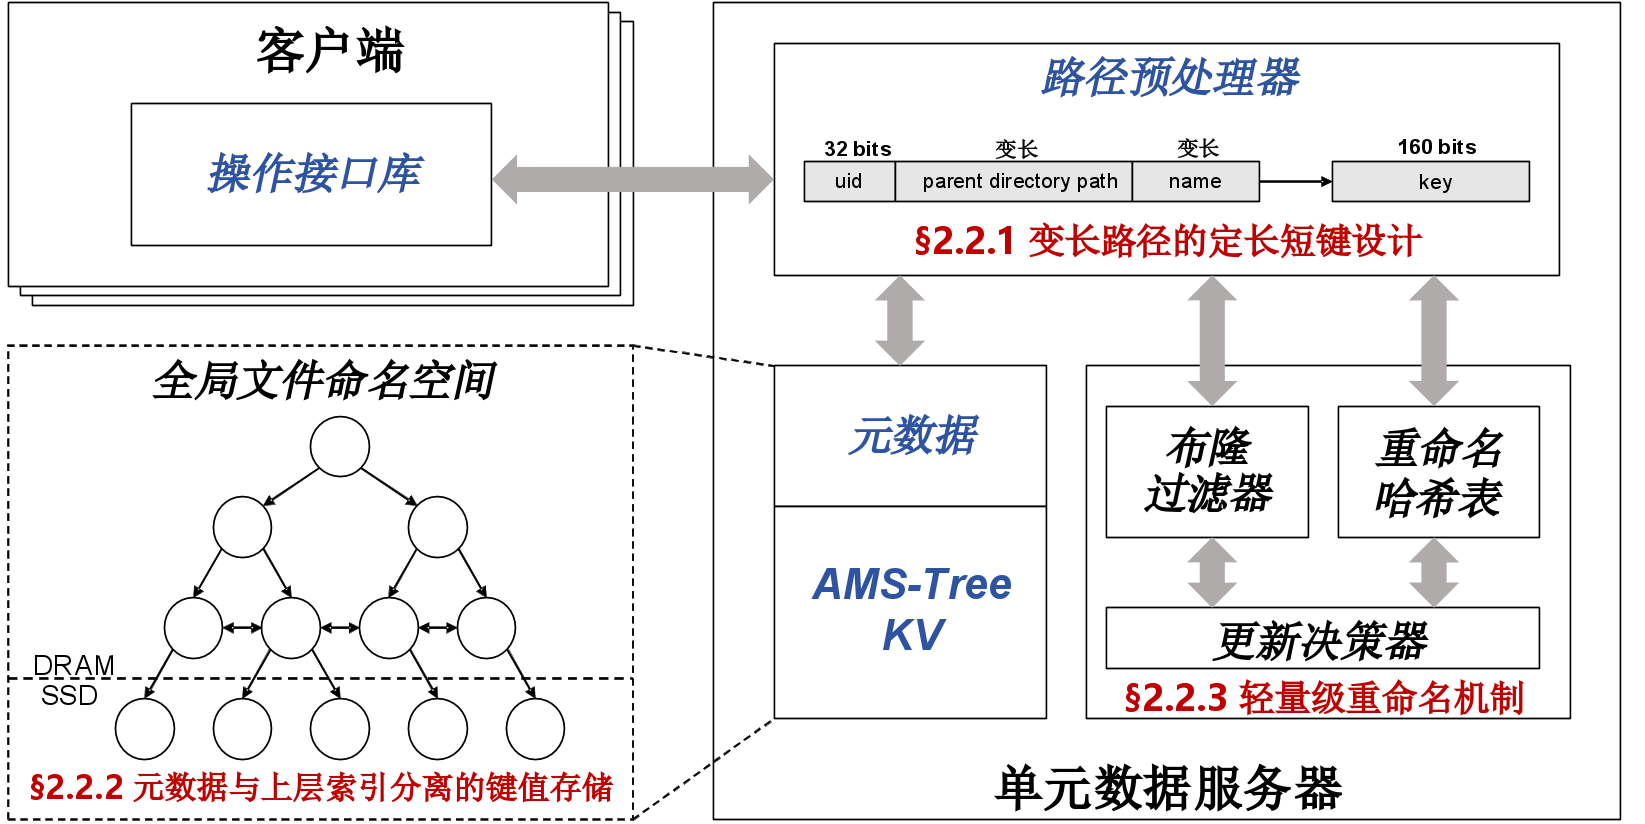 客户端
操作接口库
路径预处理器
32 bits
变长
变长
160 bits
uid
parent directory path
name
key
§2.2.1 变长路径的定长短键设计
全局文件命名空间
DRAM
SSD
§2.2.2 元数据与上层索引分离的键值存储
元数据
AMS-Tree
KV
布隆
过滤器
重命名
哈希表
更新决策器
§2.2.3 轻量级重命名机制
单元数据服务器